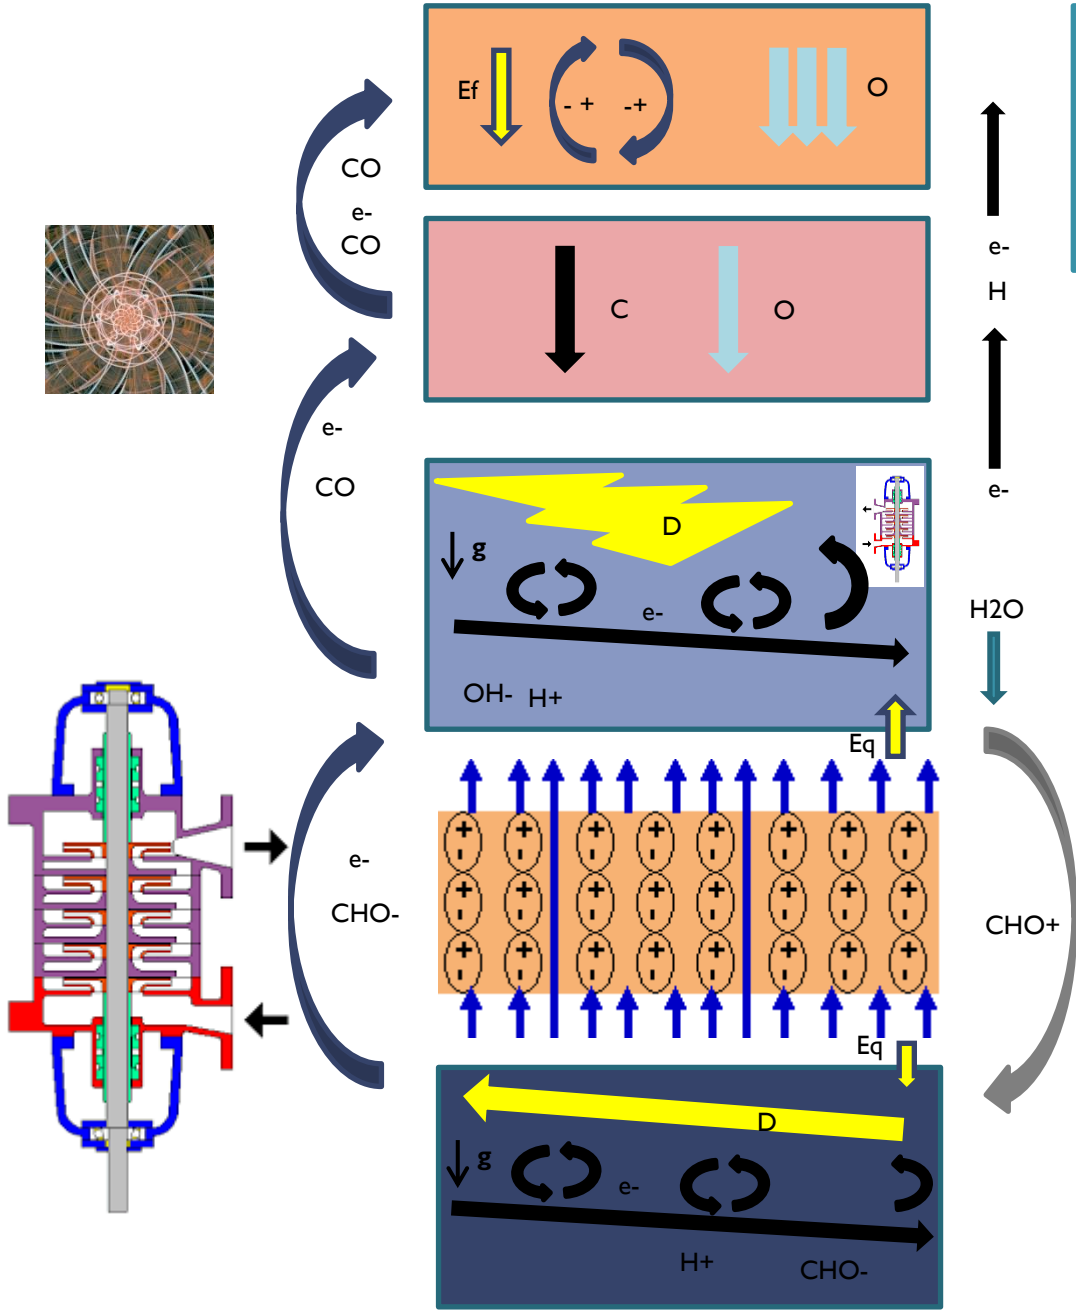 Ef
- +
-+
O
CO
e-
CO
C
O
e-
H
e-
CO
e-
D
g
e-
OH- H+
H2O
Eq
e-
CHO-
+ + + + + + + +
- - - - - - - -
+ + + + + + + +
- - - - - - - -
+ + + + + + + +
- - - - - - - -
CHO+
Eq
D
g
e-
H+
CHO-